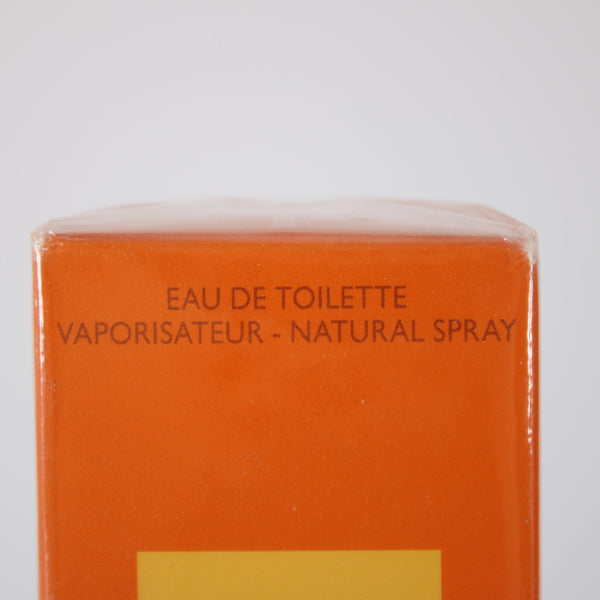 EAU DE TOILETTE
VAPORISATEUR - NATURAL SPRAY